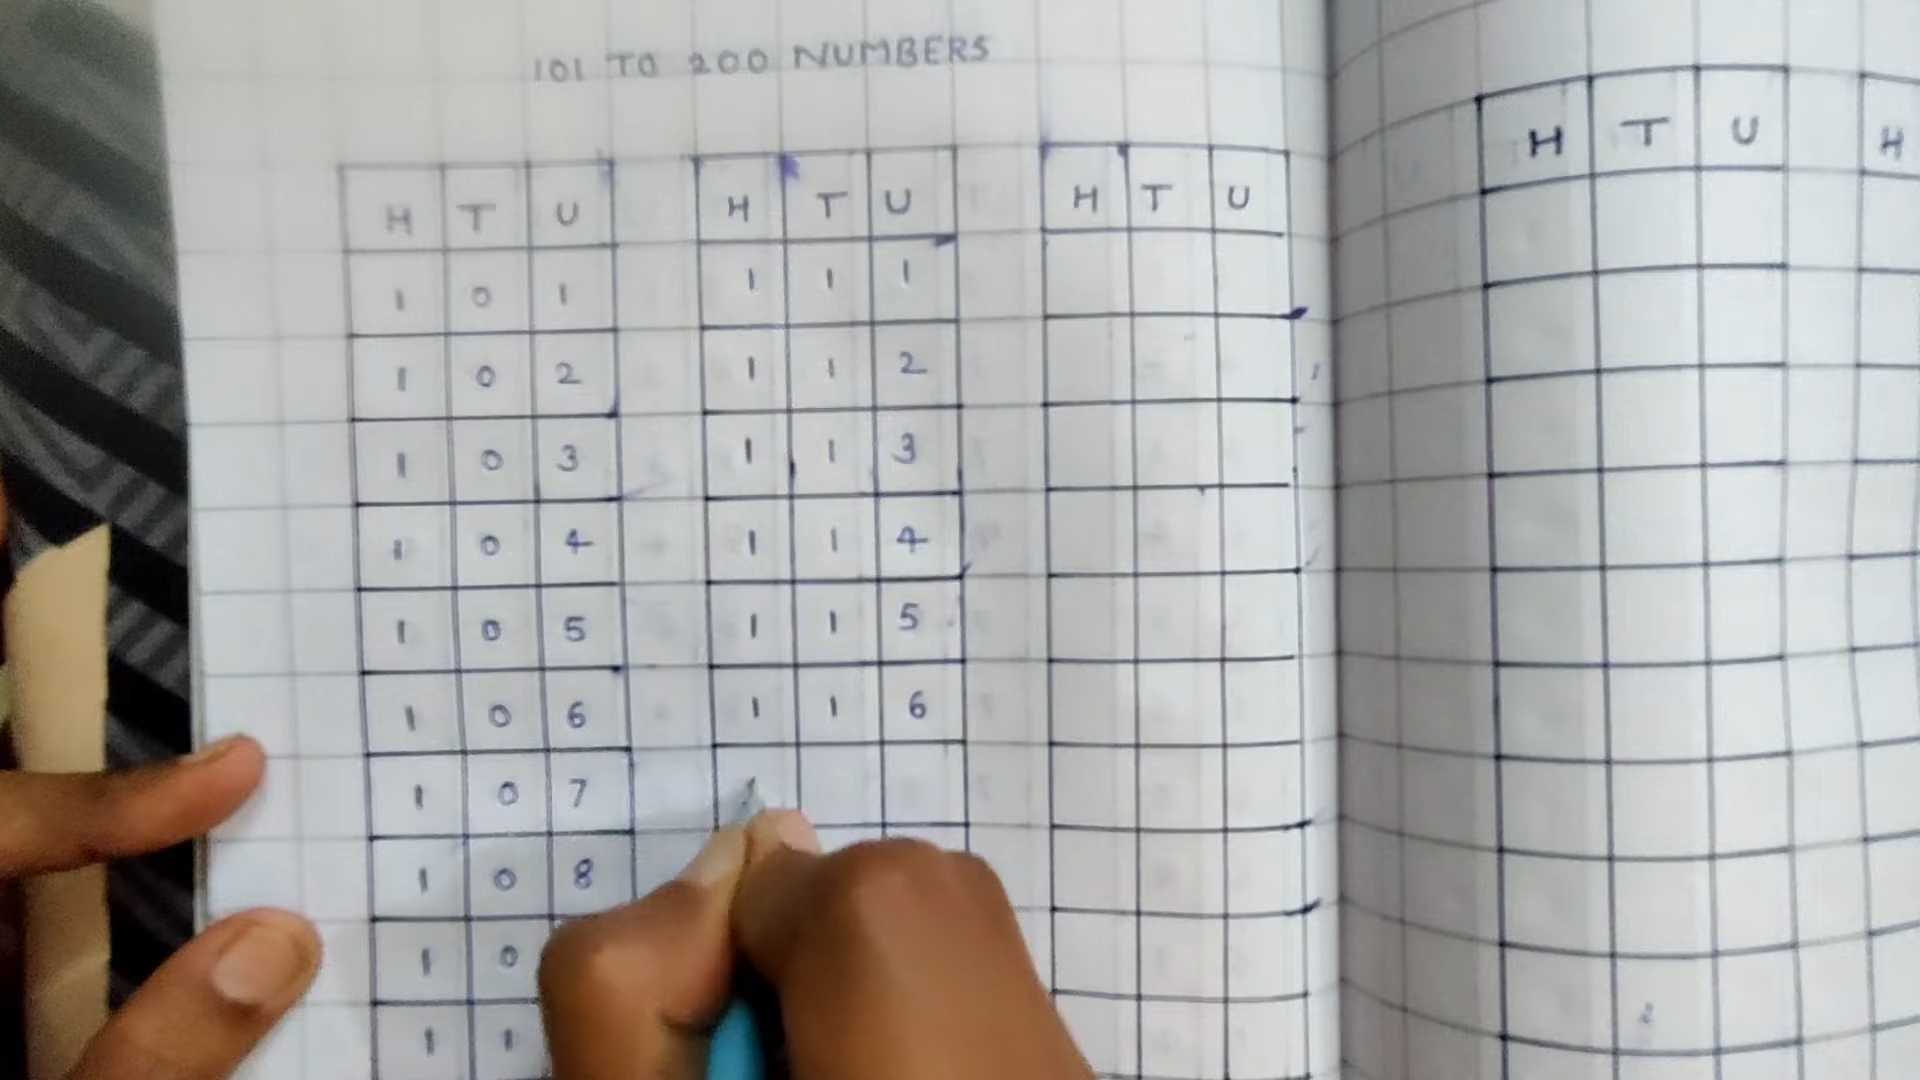 101 TO 200 NUMBERS
H T U H T U H T U H T U H
1 0 1 1 1 1
1 0 2 1 1 2
1 0 3 1 1 3
1 0 4 1 1 4
1 0 5 1 1 5
1 0 6 1 1 6
1 0 7 1
1 0 8
1 0
1 1